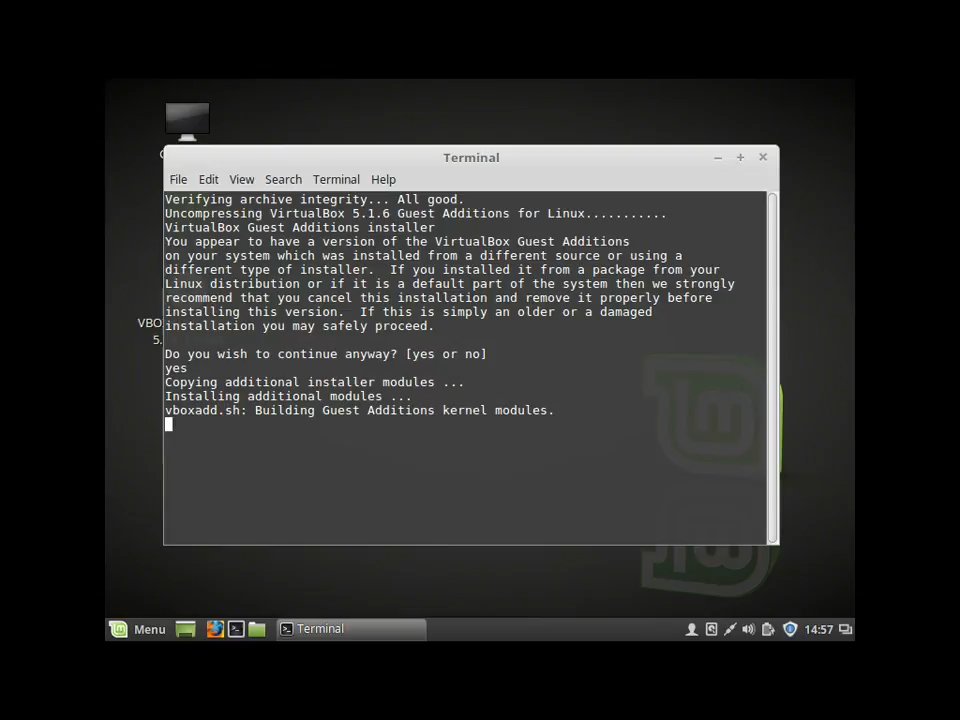 Terminal
File Edit View Search Terminal Help
Verifying archive integrity... All good.
Uncompressing VirtualBox 5.1.6 Guest Additions for Linux...........
VirtualBox Guest Additions installer
You appear to have a version of the VirtualBox Guest Additions
on your system which was installed from a different source or using a
different type of installer.  If you installed it from a package from your
Linux distribution or if it is a default part of the system then we strongly
recommend that you cancel this installation and remove it properly before
installing this version.  If this is simply an older or a damaged
installation you may safely proceed.
Do you wish to continue anyway? [yes or no]
yes
Copying additional installer modules ...
Installing additional modules ...
vboxadd.sh: Building Guest Additions kernel modules.
VBO
5.
Menu Terminal 14:57